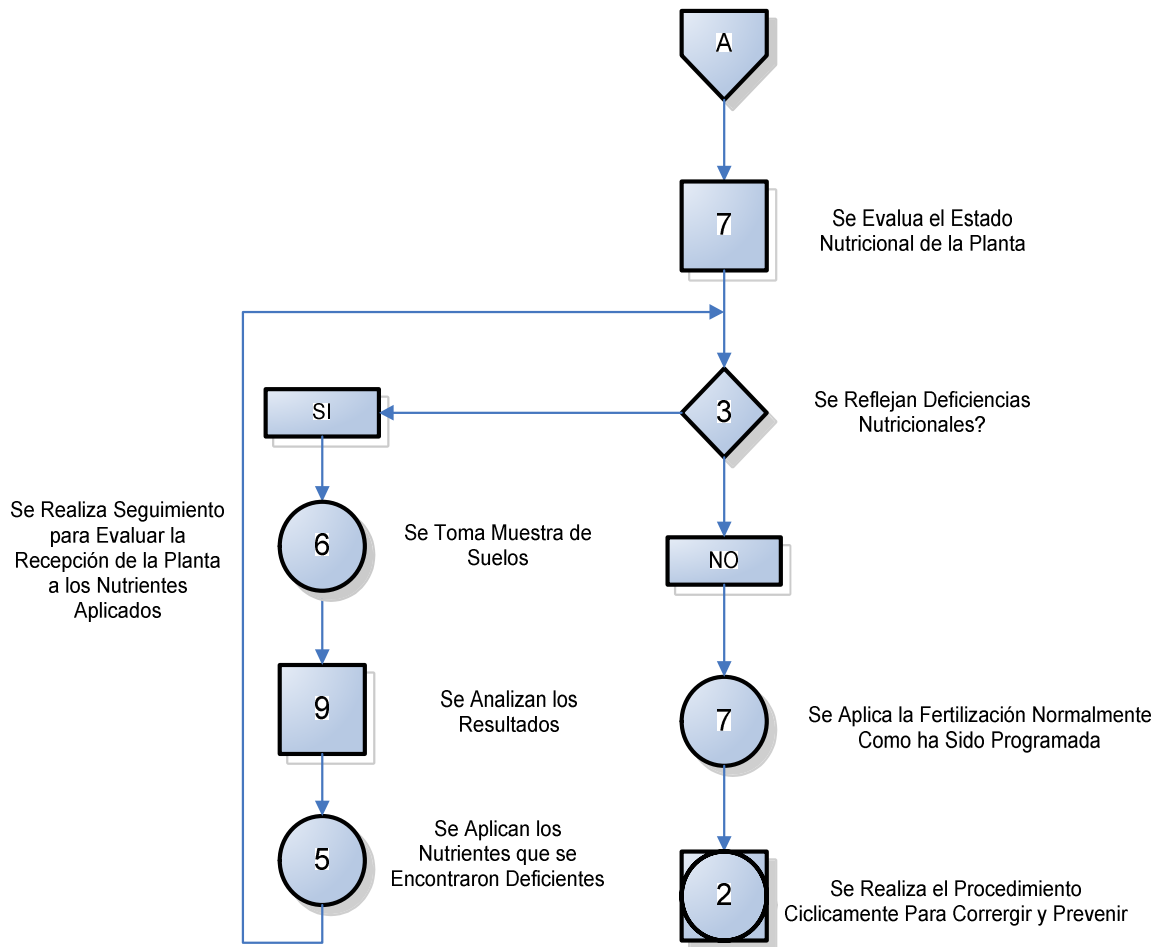 A
7
Se Evalua el Estado
Nutricional de la Planta
3
Se Reflejan Deficiencias
Nutricionales?
SI
NO
Se Realiza Seguimiento
para Evaluar la
Recepción de la Planta
a los Nutrientes
Aplicados
6
Se Toma Muestra de
Suelos
9
Se Analizan los
Resultados
5
Se Aplican los
Nutrientes que se
Encontraron Deficientes
7
Se Aplica la Fertilización Normalmente
Como ha Sido Programada
2
Se Realiza el Procedimiento
Ciclicamente Para Corrergir y Prevenir